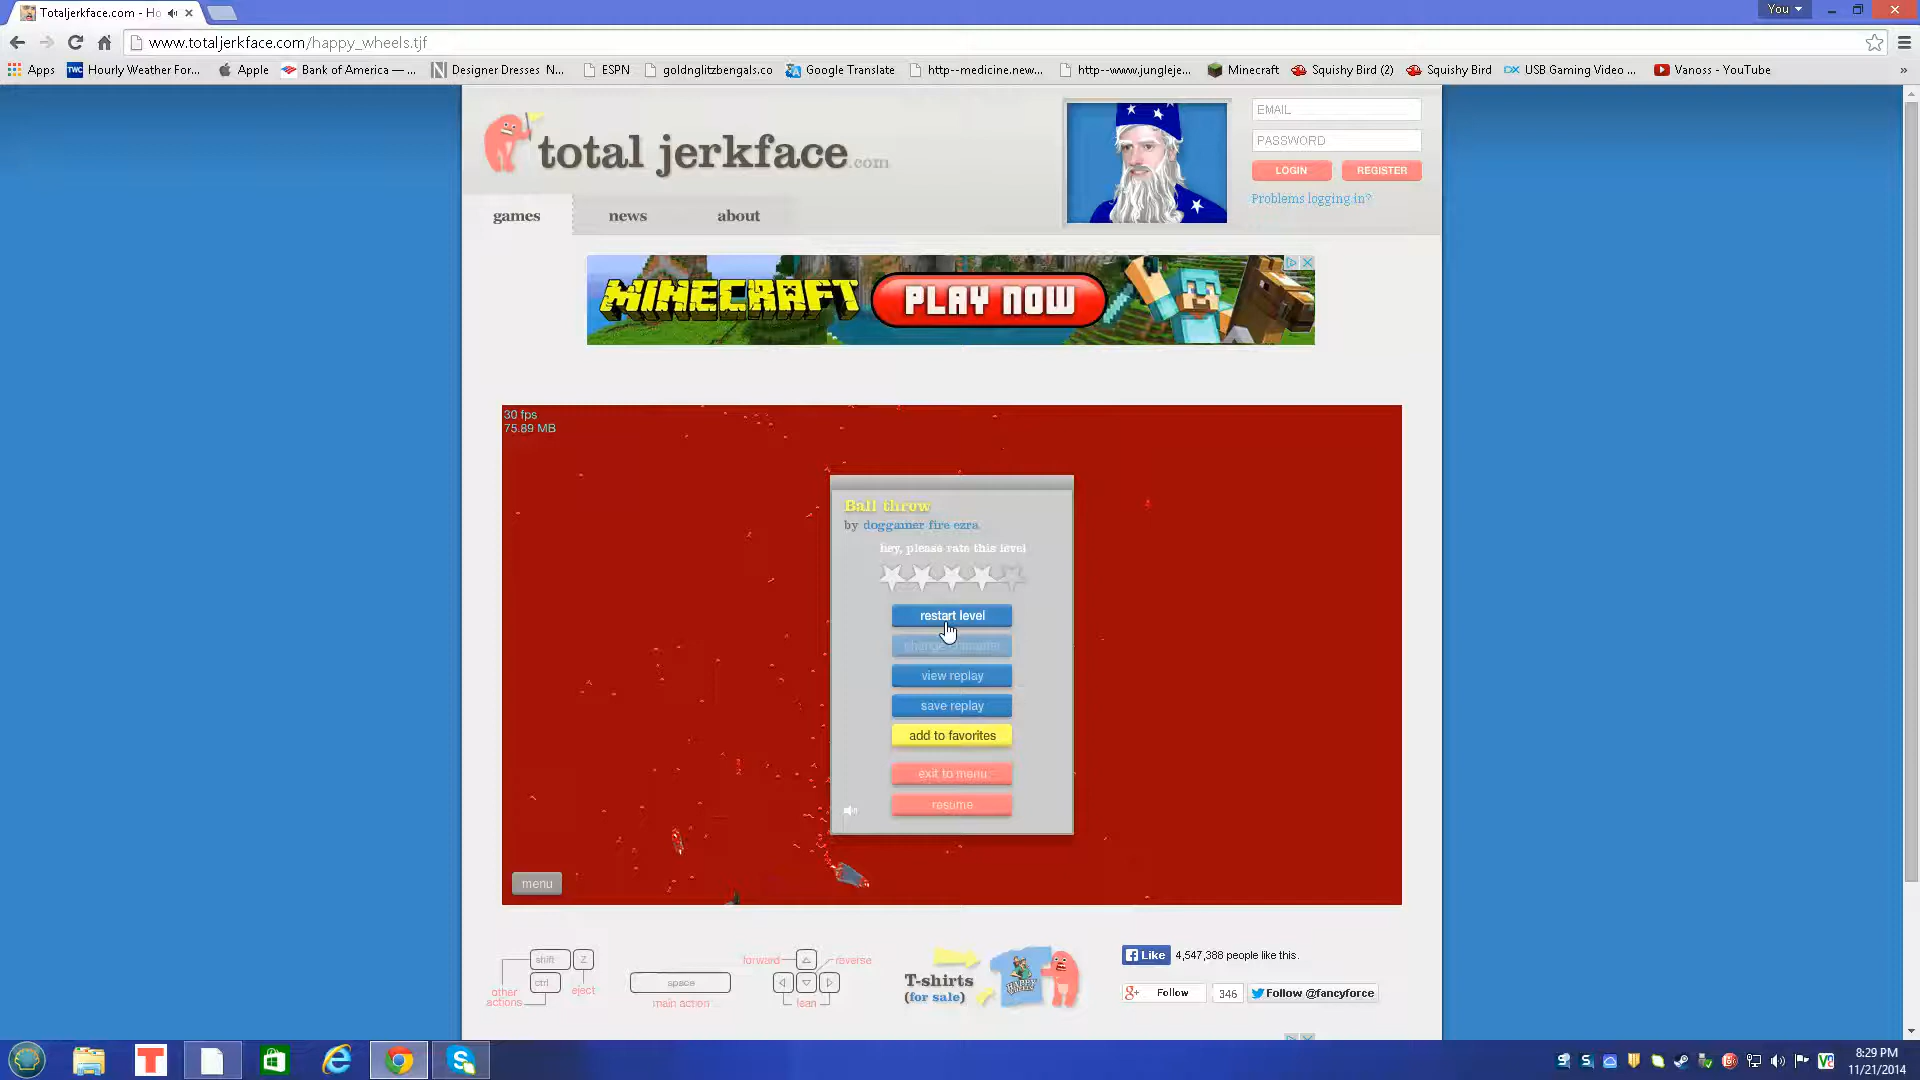 Totaljerkface.com - Ho
You
www.totaljerkface.com/happy_wheels.tjf
Apps
TWC Hourly Weather For...
Apple
Bank of America — ...
N Designer Dresses N...
ESPN
goldnglitzbengals.co
Google Translate
http--medicine.new...
http--www.jungleje...
Minecraft
Squishy Bird (2)
Squishy Bird
DX USB Gaming Video ...
Vanoss - YouTube
»
total jerkface.com
EMAIL
PASSWORD
LOGIN REGISTER
Problems logging in?
games news about
MINECRAFT PLAY NOW
30 fps
75.89 MB
Ball throw
by doggamer fire ezra
hey, please rate this level
restart level
view replay
save replay
add to favorites
exit to menu
resume
menu
shift Z
ctrl
other actions
eject
space
main action
forward reverse
lean
T-shirts
(for sale)
HAPPY WHEELS
Like 4,547,388 people like this.
g+ Follow 346 Follow @fancyforce
8:29 PM
11/21/2014